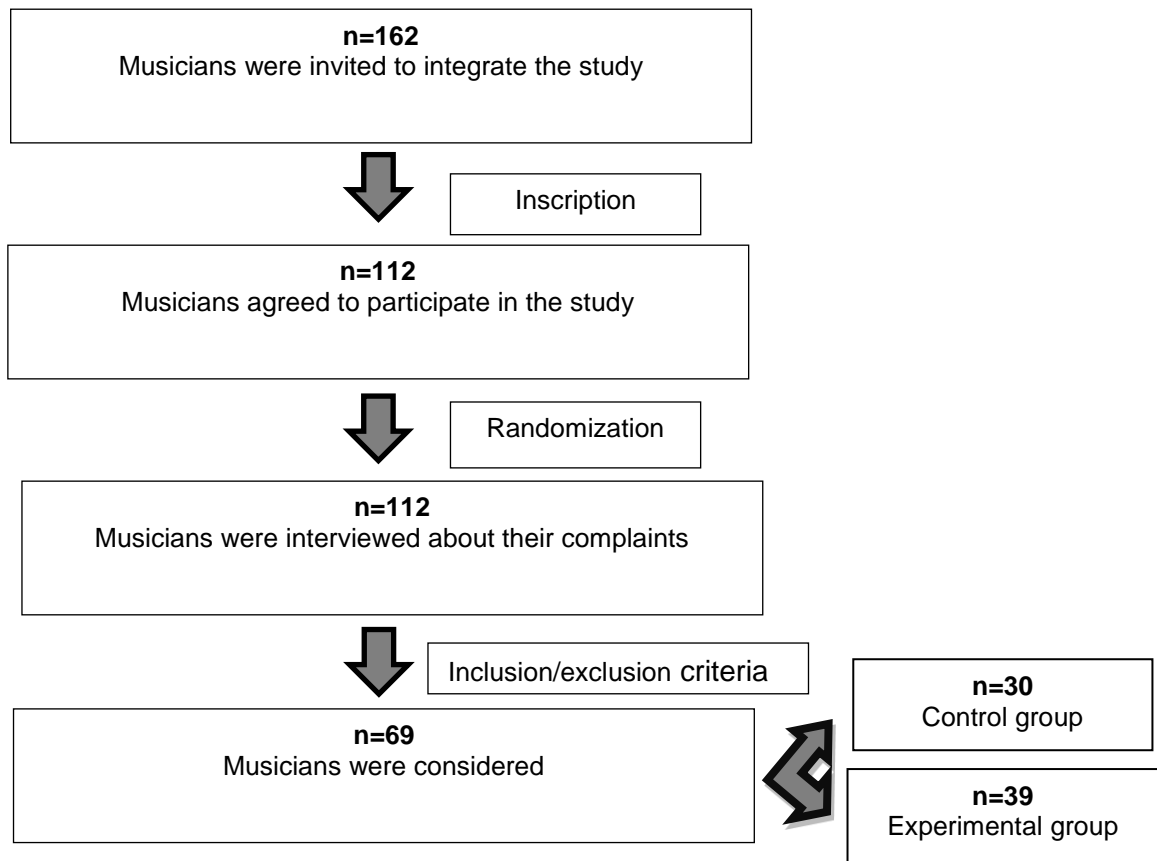 n=162
Musicians were invited to integrate the study
Inscription
n=112
Musicians agreed to participate in the study
Randomization
n=112
Musicians were interviewed about their complaints
Inclusion/exclusion criteria
n=69
Musicians were considered
n=30
Control group
n=39
Experimental group